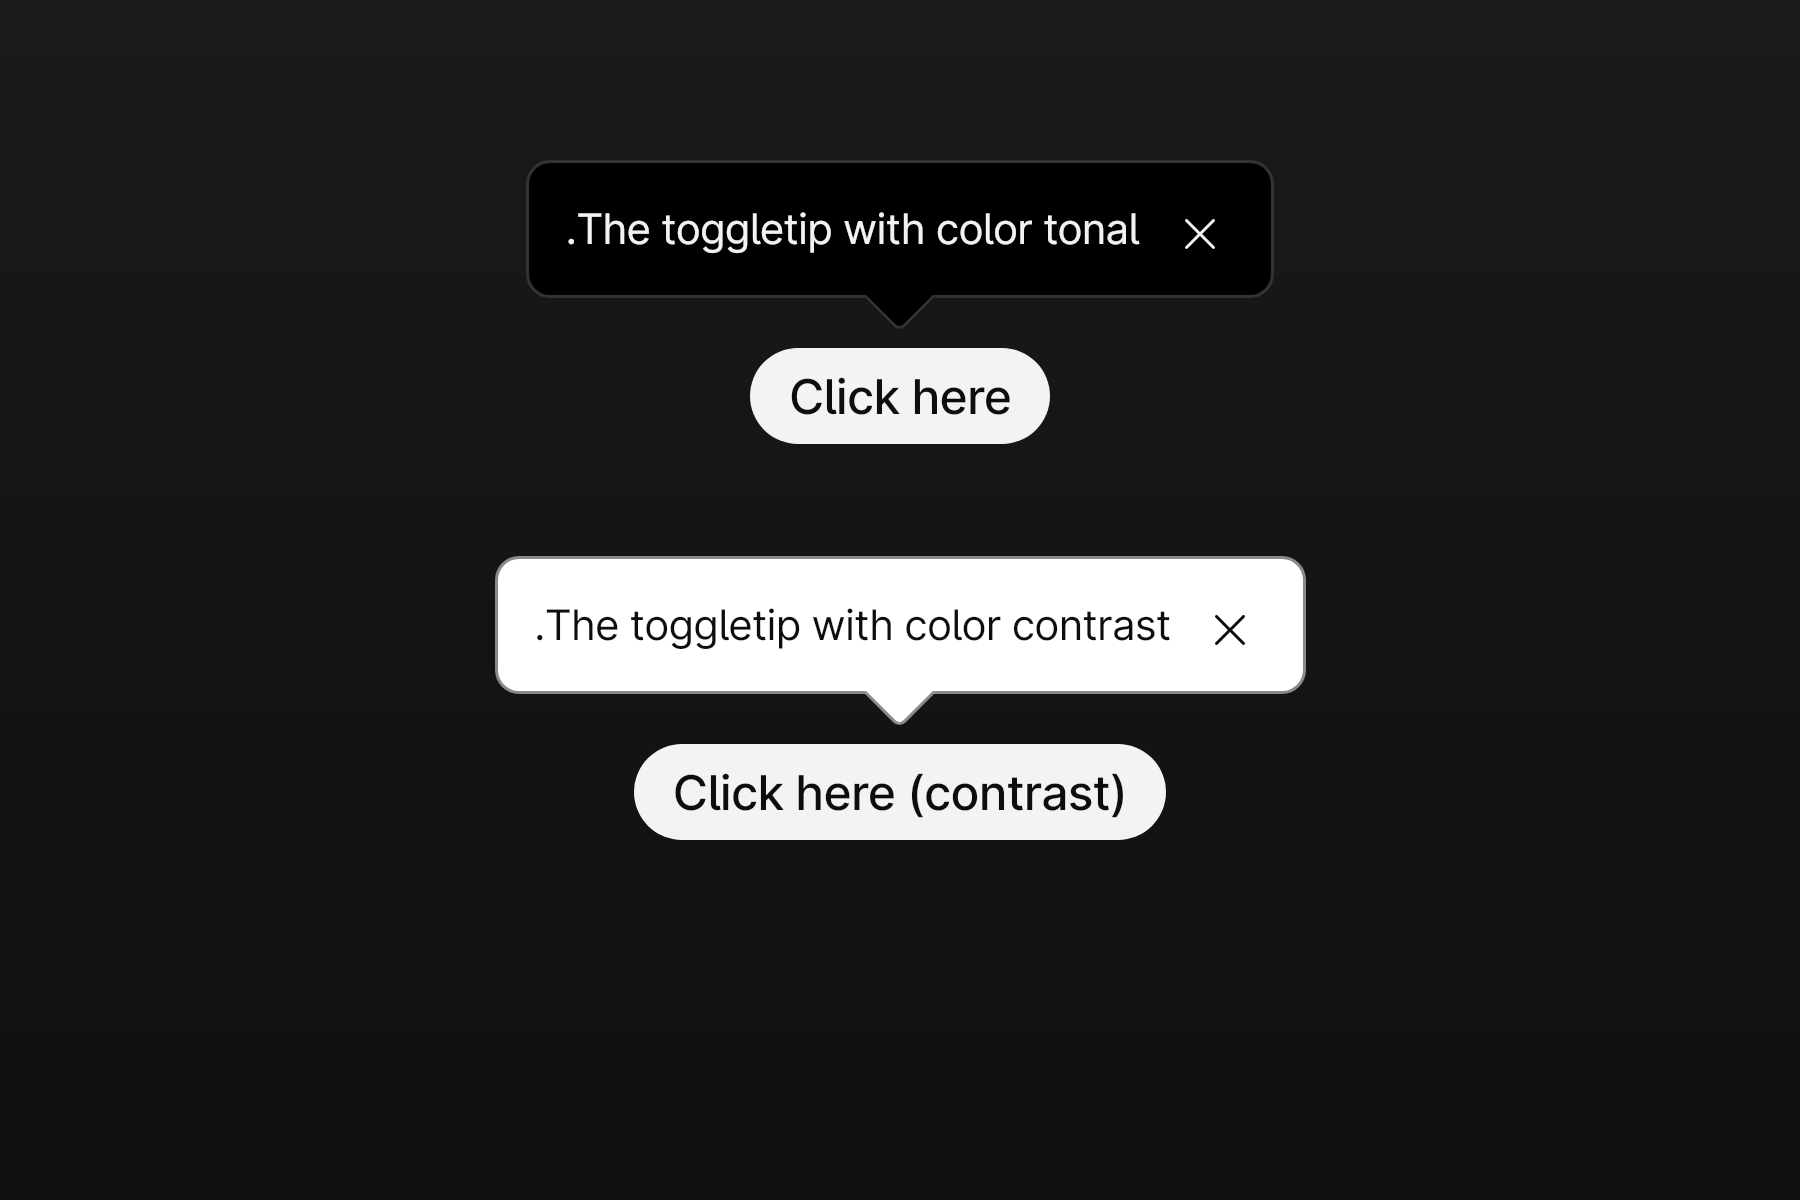 .The toggletip with color tonal
Click here
.The toggletip with color contrast
Click here (contrast)